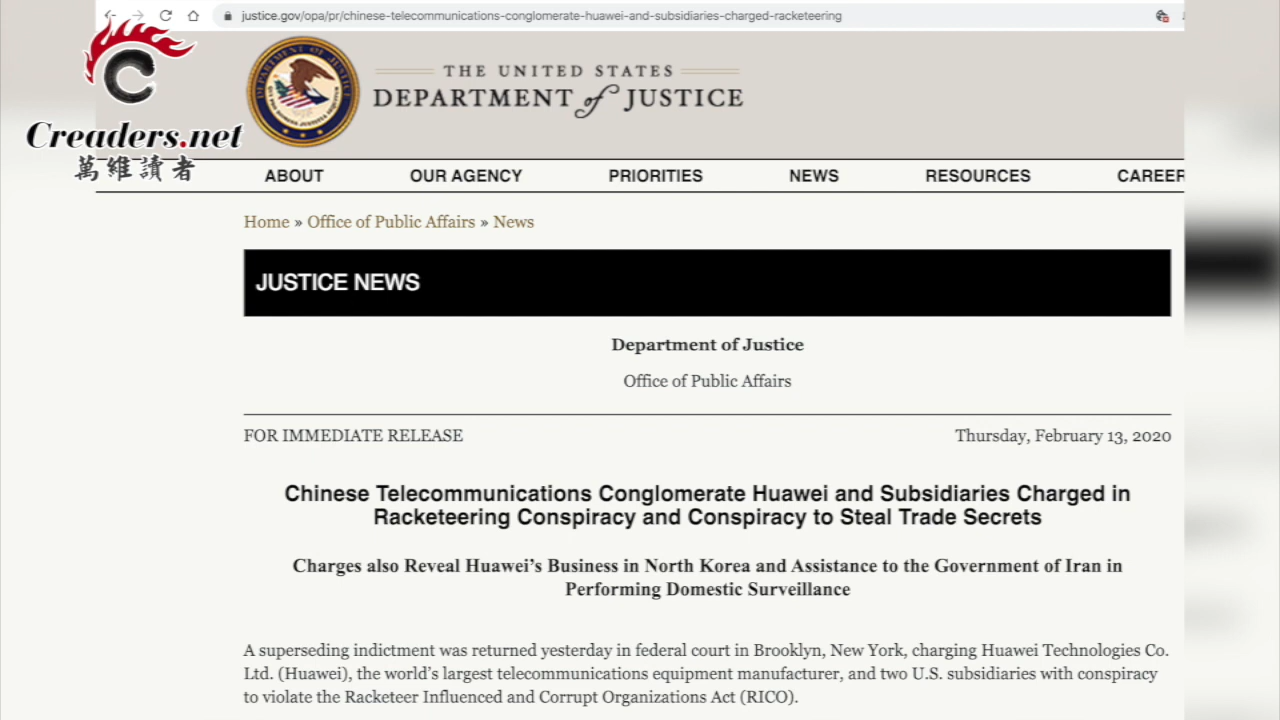 justice.gov/opa/pr/chinese-telecommunications-conglomerate-huawei-and-subsidiaries-charged-racketeering
C
Creaders.net
萬維讀者
THE UNITED STATES
DEPARTMENT of JUSTICE
ABOUT OUR AGENCY PRIORITIES NEWS RESOURCES CAREER
Home » Office of Public Affairs » News
JUSTICE NEWS
Department of Justice
Office of Public Affairs
FOR IMMEDIATE RELEASE Thursday, February 13, 2020
Chinese Telecommunications Conglomerate Huawei and Subsidiaries Charged in
Racketeering Conspiracy and Conspiracy to Steal Trade Secrets
Charges also Reveal Huawei’s Business in North Korea and Assistance to the Government of Iran in
Performing Domestic Surveillance
A superseding indictment was returned yesterday in federal court in Brooklyn, New York, charging Huawei Technologies Co.
Ltd. (Huawei), the world’s largest telecommunications equipment manufacturer, and two U.S. subsidiaries with conspiracy
to violate the Racketeer Influenced and Corrupt Organizations Act (RICO).